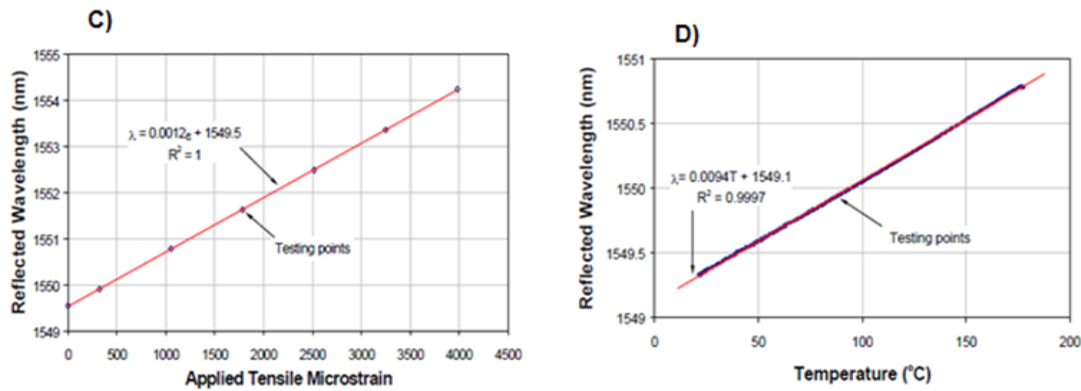 C)
Reflected Wavelength (nm)
1555
1554
1553
1552
1551
1550
1549
λ = 0.0012ε + 1549.5
R² = 1
Testing points
0 500 1000 1500 2000 2500 3000 3500 4000 4500
Applied Tensile Microstrain
D)
Reflected Wavelength (nm)
1551
1550.5
1550
1549.5
1549
λ = 0.0094T + 1549.1
R² = 0.9997
Testing points
0 50 100 150 200
Temperature (°C)